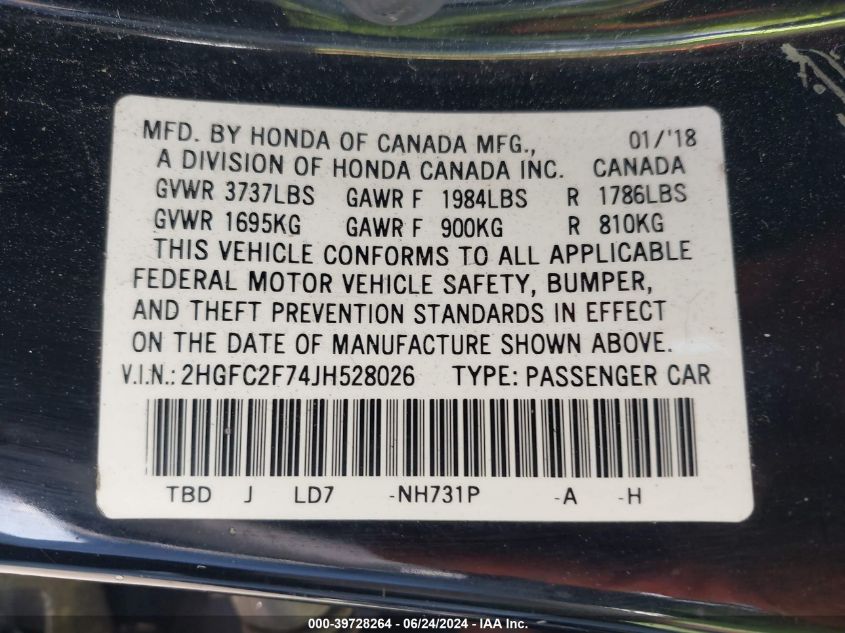 MFD. BY HONDA OF CANADA MFG., 01/'18
A DIVISION OF HONDA CANADA INC. CANADA
GVWR 3737LBS GAWR F 1984LBS R 1786LBS
GVWR 1695KG GAWR F 900KG R 810KG
THIS VEHICLE CONFORMS TO ALL APPLICABLE
FEDERAL MOTOR VEHICLE SAFETY, BUMPER,
AND THEFT PREVENTION STANDARDS IN EFFECT
ON THE DATE OF MANUFACTURE SHOWN ABOVE.
V.I.N.: 2HGFC2F74JH528026 TYPE: PASSENGER CAR
TBD J LD7 -NH731P -A -H
000-39728264 - 06/24/2024 - IAA Inc.